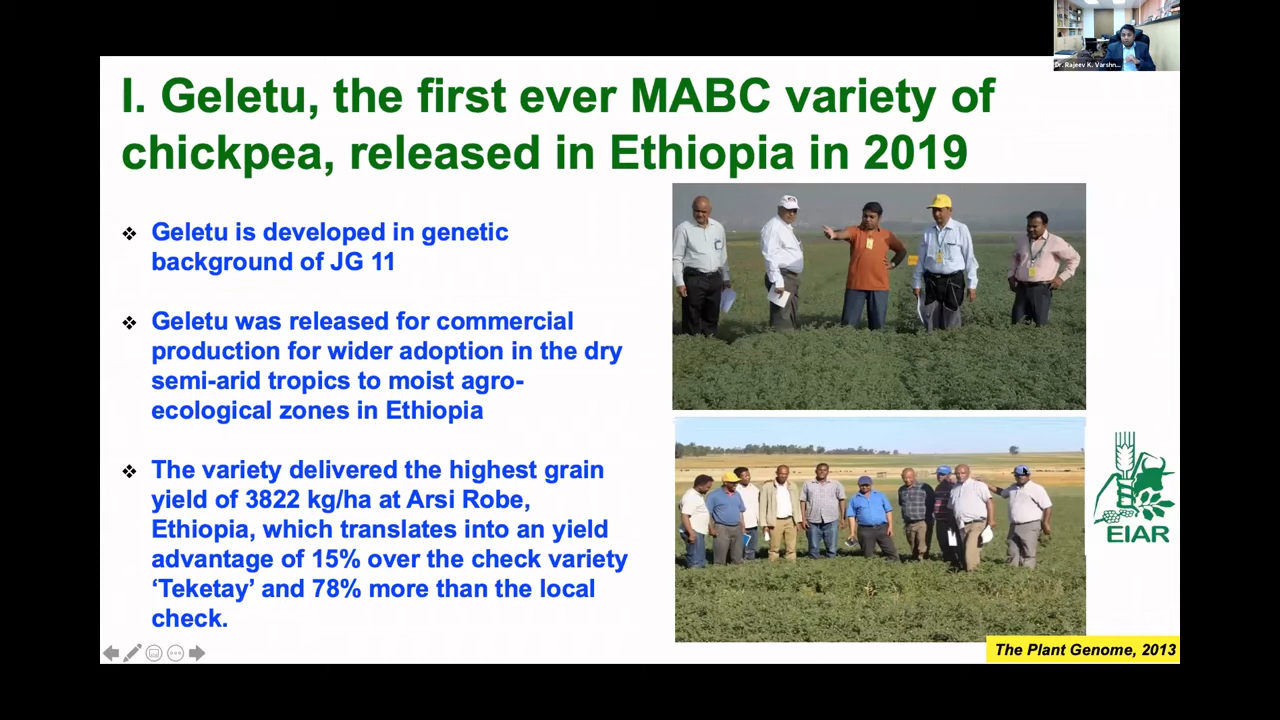 Dr. Rajeev K. Varshn...
I. Geletu, the first ever MABC variety of
chickpea, released in Ethiopia in 2019
❖ Geletu is developed in genetic
background of JG 11
❖ Geletu was released for commercial
production for wider adoption in the dry
semi-arid tropics to moist agro-
ecological zones in Ethiopia
❖ The variety delivered the highest grain
yield of 3822 kg/ha at Arsi Robe,
Ethiopia, which translates into an yield
advantage of 15% over the check variety
‘Teketay’ and 78% more than the local
check.
EIAR
The Plant Genome, 2013